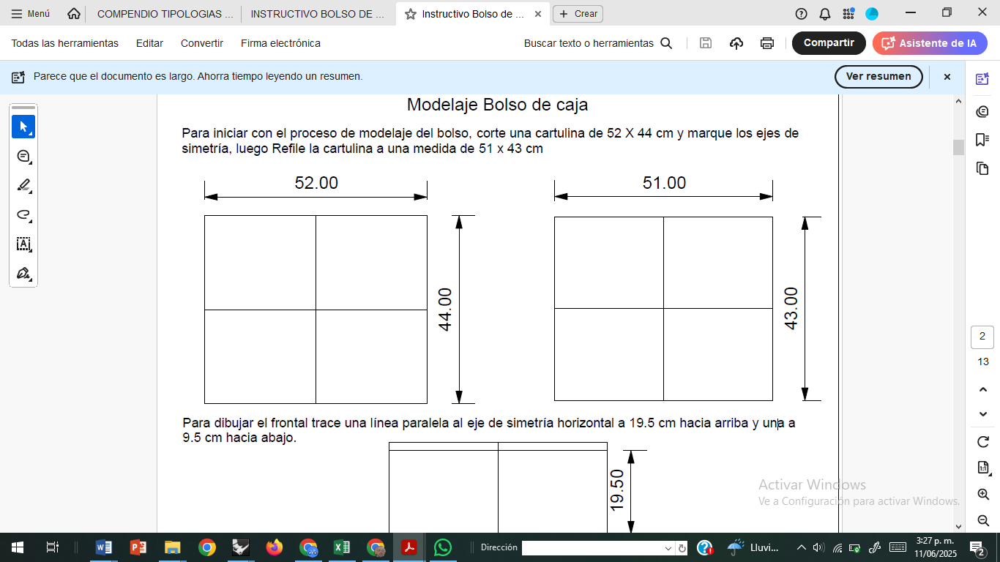 Menú
COMPENDIO TIPOLOGIAS ...
INSTRUCTIVO BOLSO DE ...
Instructivo Bolso de ...
Crear
Todas las herramientas
Editar
Convertir
Firma electrónica
Buscar texto o herramientas
Compartir
Asistente de IA
Parece que el documento es largo. Ahorra tiempo leyendo un resumen.
Ver resumen
Modelaje Bolso de caja
Para iniciar con el proceso de modelaje del bolso, corte una cartulina de 52 X 44 cm y marque los ejes de
simetría, luego Refile la cartulina a una medida de 51 x 43 cm
52.00
51.00
44.00
43.00
Para dibujar el frontal trace una línea paralela al eje de simetría horizontal a 19.5 cm hacia arriba y una a
9.5 cm hacia abajo.
19.50
2
13
1:1
Activar Windows
Ve a Configuración para activar Windows.
Dirección
Lluvi...
3:27 p. m.
11/06/2025
2